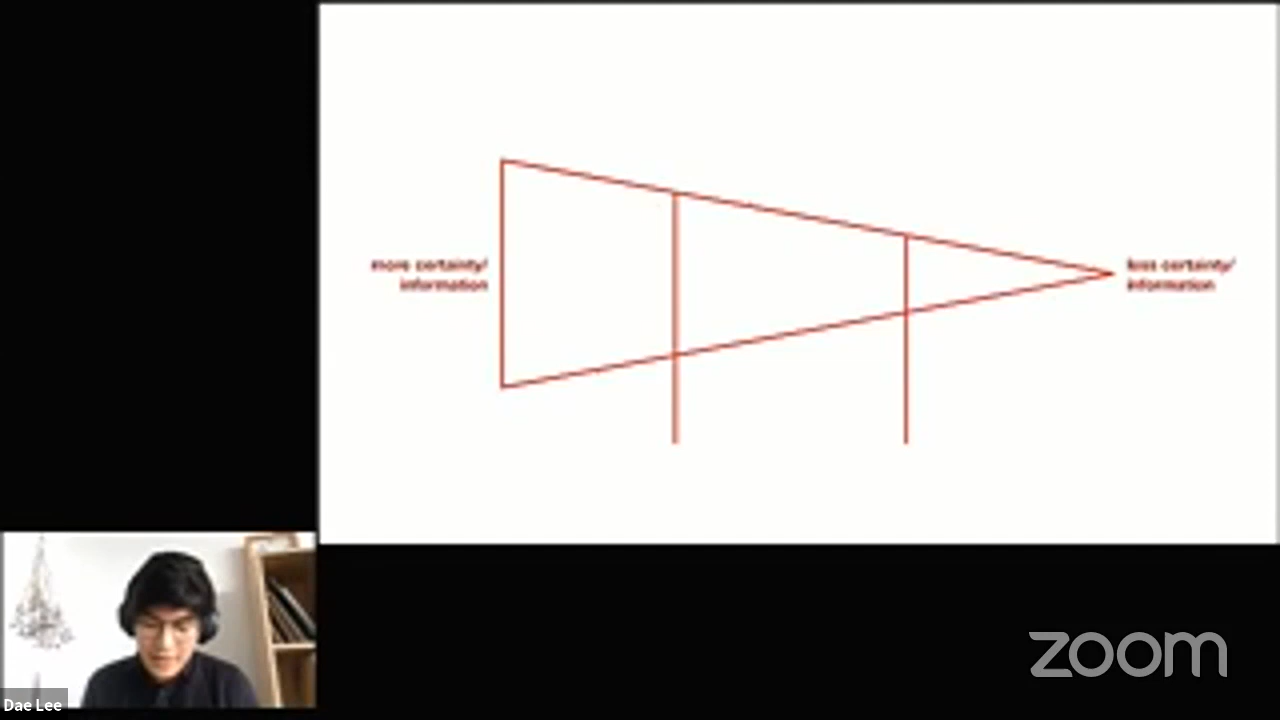 more certainty/
information
less certainty/
information
Dae Lee
zoom